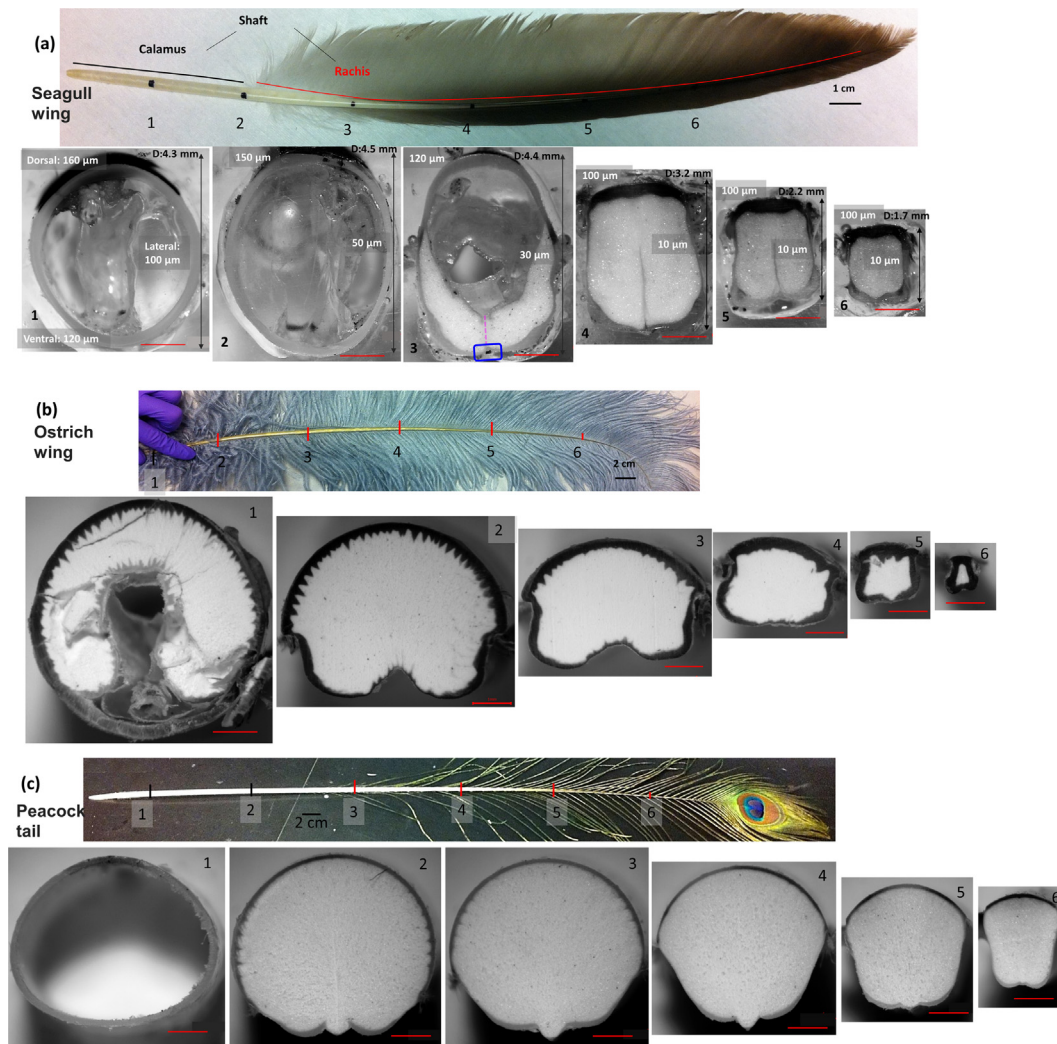 (a)
Shaft
Calamus
Rachis
Seagull
wing
1 cm
1
2
3
4
5
6
Dorsal: 160 µm
D:4.3 mm
Lateral:
100 µm
1
Ventral: 120 µm
150 µm
D:4.5 mm
50 µm
2
120 µm
D:4.4 mm
30 µm
3
100 µm
D:3.2 mm
10 µm
4
100 µm
D:2.2 mm
10 µm
5
100 µm
D:1.7 mm
10 µm
6
(b)
Ostrich
wing
1
2
3
4
5
6
2 cm
1
2
3
4
5
6
(c)
Peacock
tail
1
2
2 cm
3
4
5
6
1
2
3
4
5
6